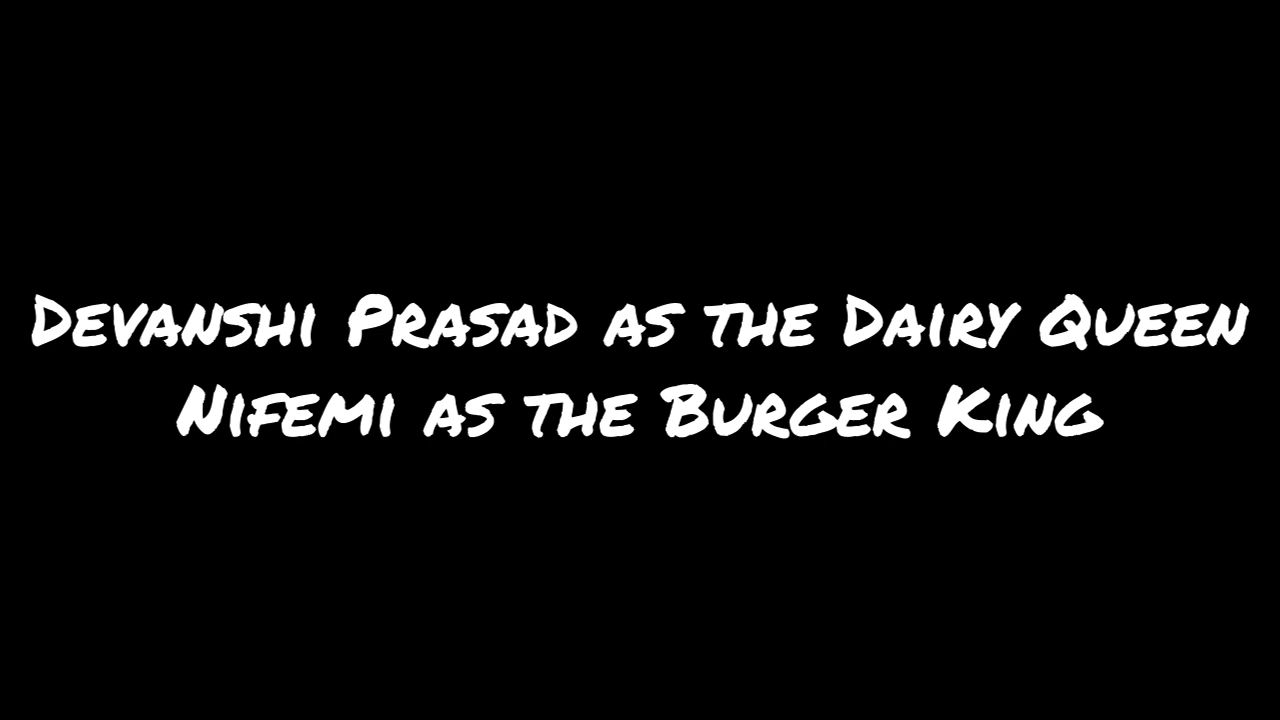 Devanshi Prasad as the Dairy Queen
Nifemi as the Burger King